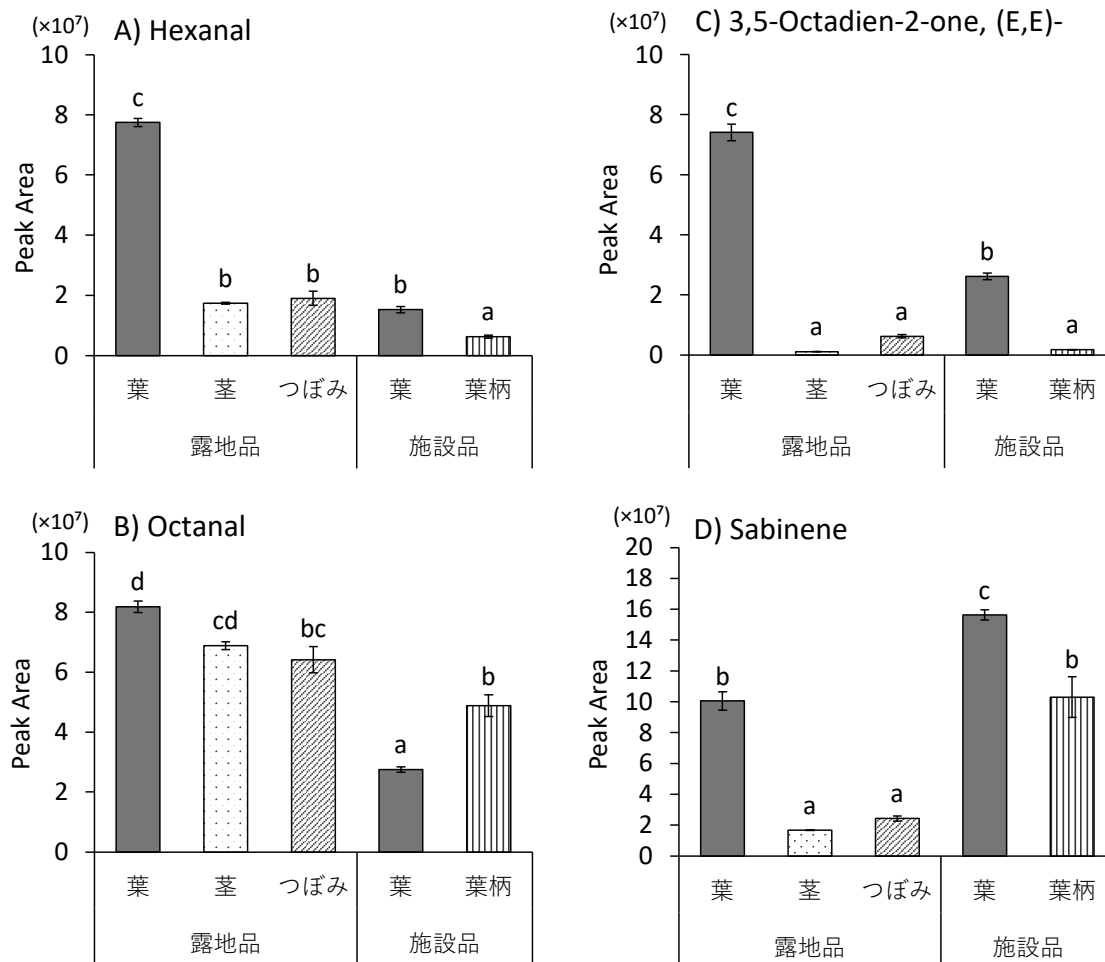 A) Hexanal
(×10⁷)
10
8
6
4
2
0
Peak Area
c
b
b
b
a
葉
茎
つぼみ
葉
葉柄
露地品
施設品
C) 3,5-Octadien-2-one, (E,E)-
(×10⁷)
10
8
6
4
2
0
Peak Area
c
a
a
b
a
葉
茎
つぼみ
葉
葉柄
露地品
施設品
B) Octanal
(×10⁷)
10
8
6
4
2
0
Peak Area
d
cd
bc
a
b
葉
茎
つぼみ
葉
葉柄
露地品
施設品
D) Sabinene
(×10⁷)
20
18
16
14
12
10
8
6
4
2
0
Peak Area
b
a
a
c
b
葉
茎
つぼみ
葉
葉柄
露地品
施設品